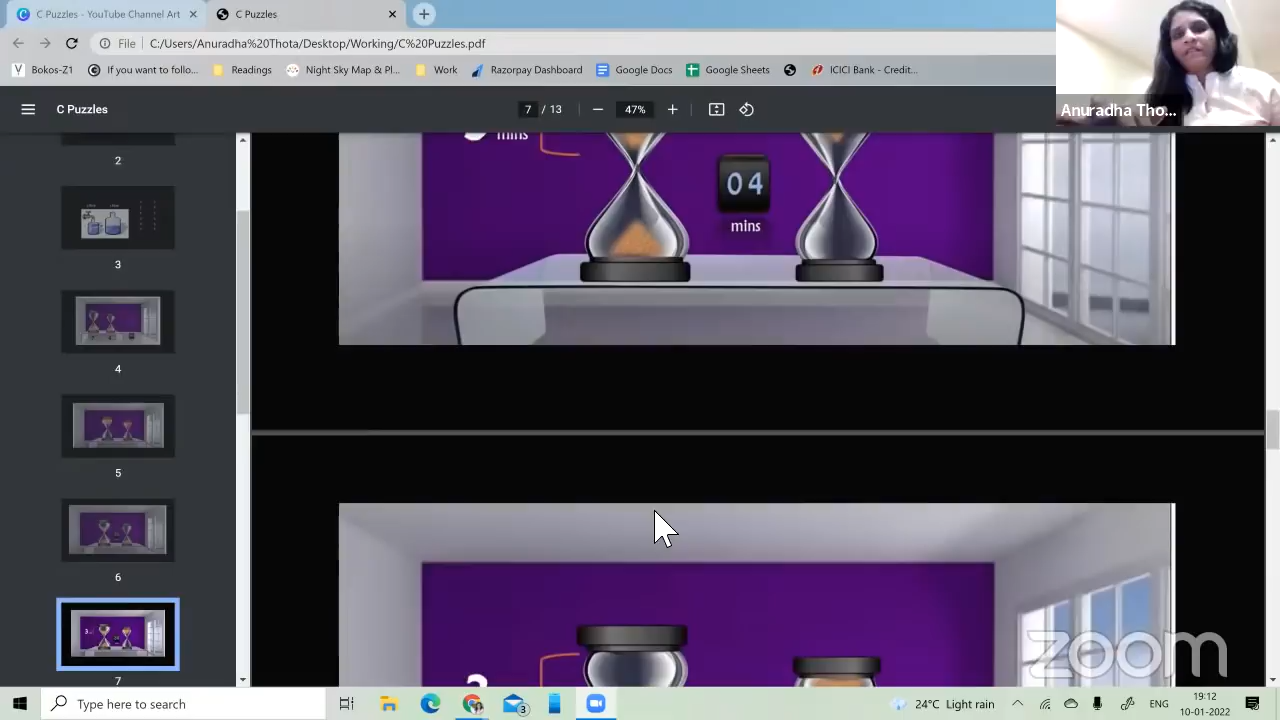 C Puzzles - YouTube Channel Art
C Puzzles
File
C:/Users/Anuradha%20Thota/Desktop/Working/C%20Puzzles.pdf
Bokos-Z1
If you want to follo...
Readings
Night Sky Map & Pl...
Work
Razorpay Dashboard
Google Docs
Google Sheets
ICICI Bank - Credit...
C Puzzles
7 / 13
47%
Anuradha Tho...
2
3
4
5
6
7
mins
04
mins
3
zoom
Type here to search
3
24°C Light rain
ENG
19:12
10-01-2022